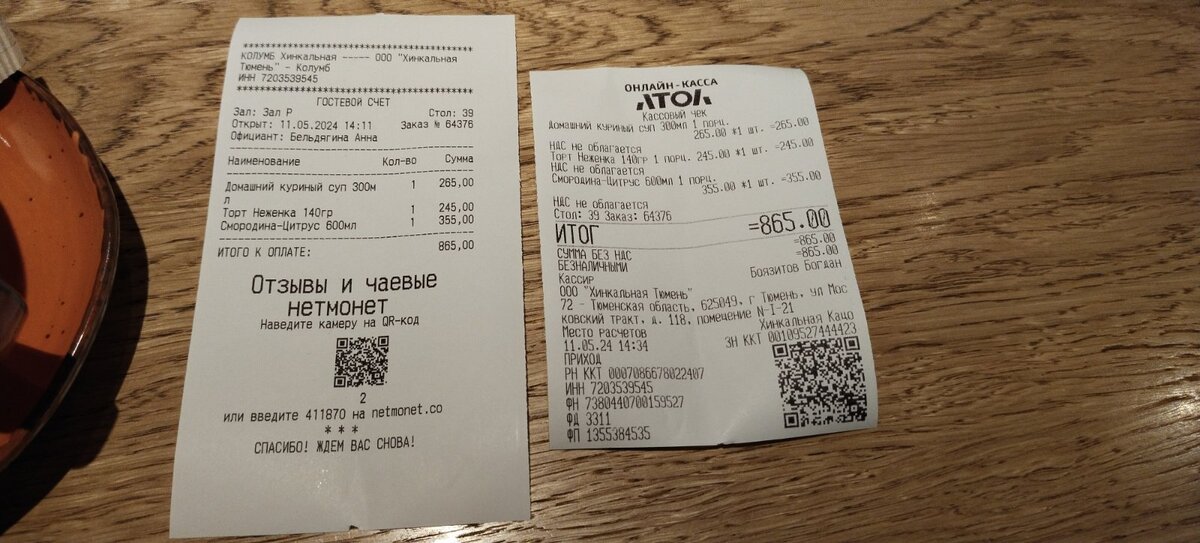 ********************************************
КОЛУМБ Хинкальная ----- ООО "Хинкальная
Тюмень" - Колумб
ИНН 7203539545
********************************************
ГОСТЕВОЙ СЧЕТ
Зал: Зал Р Стол: 39
Открыт: 11.05.2024 14:11 Заказ № 64376
Официант: Бельдягина Анна
Наименование Кол-во Сумма
Домашний куриный суп 300м 1 265,00
л
Торт Неженка 140гр 1 245,00
Смородина-Цитрус 600мл 1 355,00
ИТОГО К ОПЛАТЕ: 865,00
Отзывы и чаевые
нетмонет
Наведите камеру на QR-код
2
или введите 411870 на netmonet.co
* * *
СПАСИБО! ЖДЕМ ВАС СНОВА!
ОНЛАЙН-КАССА
АТОЛ
Кассовый чек
Домашний куриный суп 300мл 1 порц.
265.00 *1 шт. =265.00
НДС не облагается
Торт Неженка 140гр 1 порц. 245.00 *1 шт. =245.00
НДС не облагается
Смородина-Цитрус 600мл 1 порц.
355.00 *1 шт. =355.00
НДС не облагается
Стол: 39 Заказ: 64376
ИТОГ =865.00
СУММА БЕЗ НДС =865.00
БЕЗНАЛИЧНЫМИ =865.00
Кассир Боязитов Богдан
ООО "Хинкальная Тюмень"
72 - Тюменская область, 625049, г Тюмень, ул Мос
ковский тракт, д. 118, помещение N-I-21
Место расчетов Хинкальная Кацо
11.05.24 14:34 ЗН ККТ 00109527444423
ПРИХОД
РН ККТ 0007086678022407
ИНН 7203539545
ФН 7380440700159527
ФД 3311
ФП 1355384535